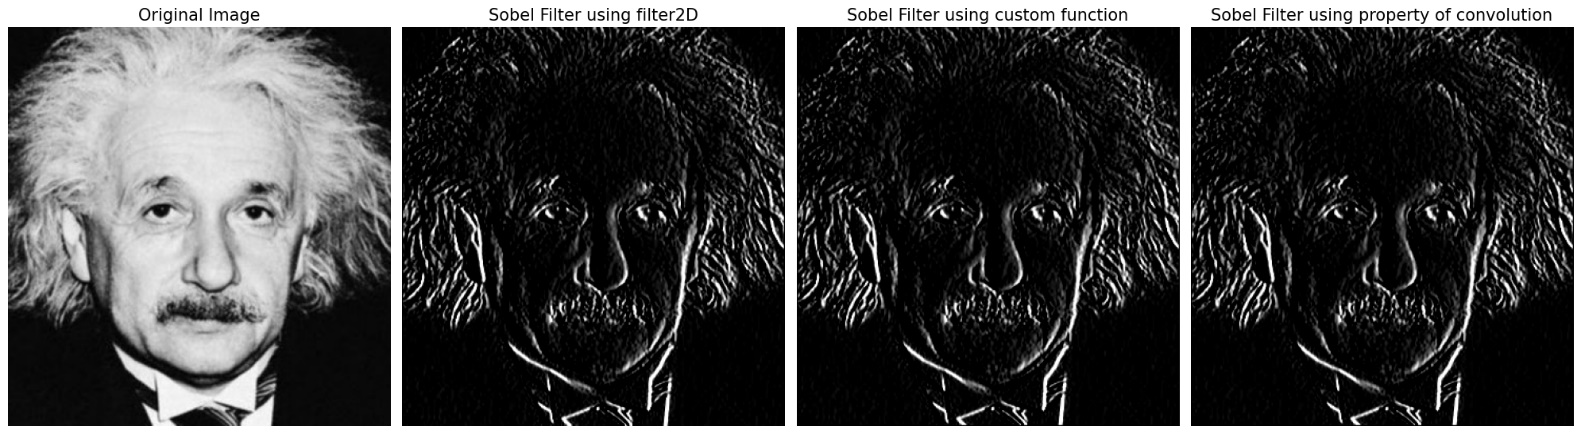 Original Image
Sobel Filter using filter2D
Sobel Filter using custom function
Sobel Filter using property of convolution